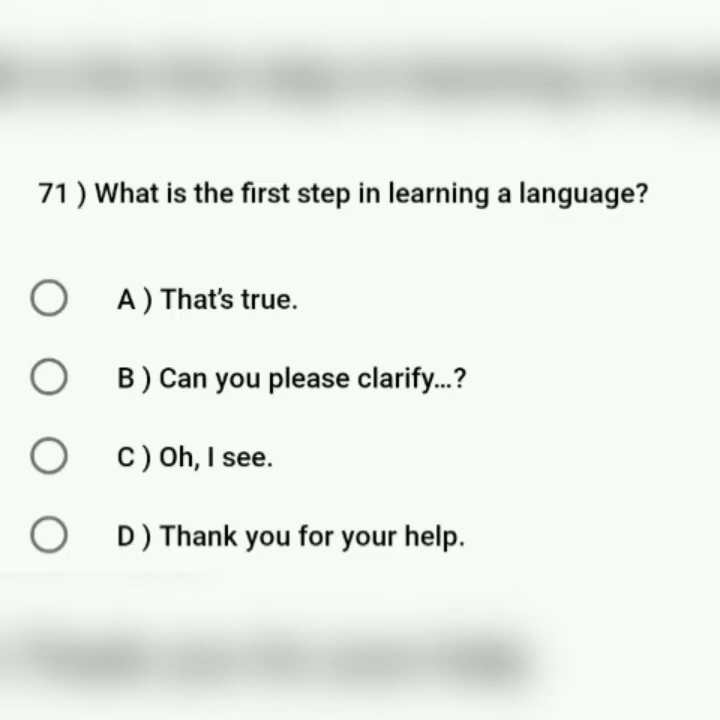 71 ) What is the first step in learning a language?
A ) That's true.
B ) Can you please clarify...?
C ) Oh, I see.
D ) Thank you for your help.